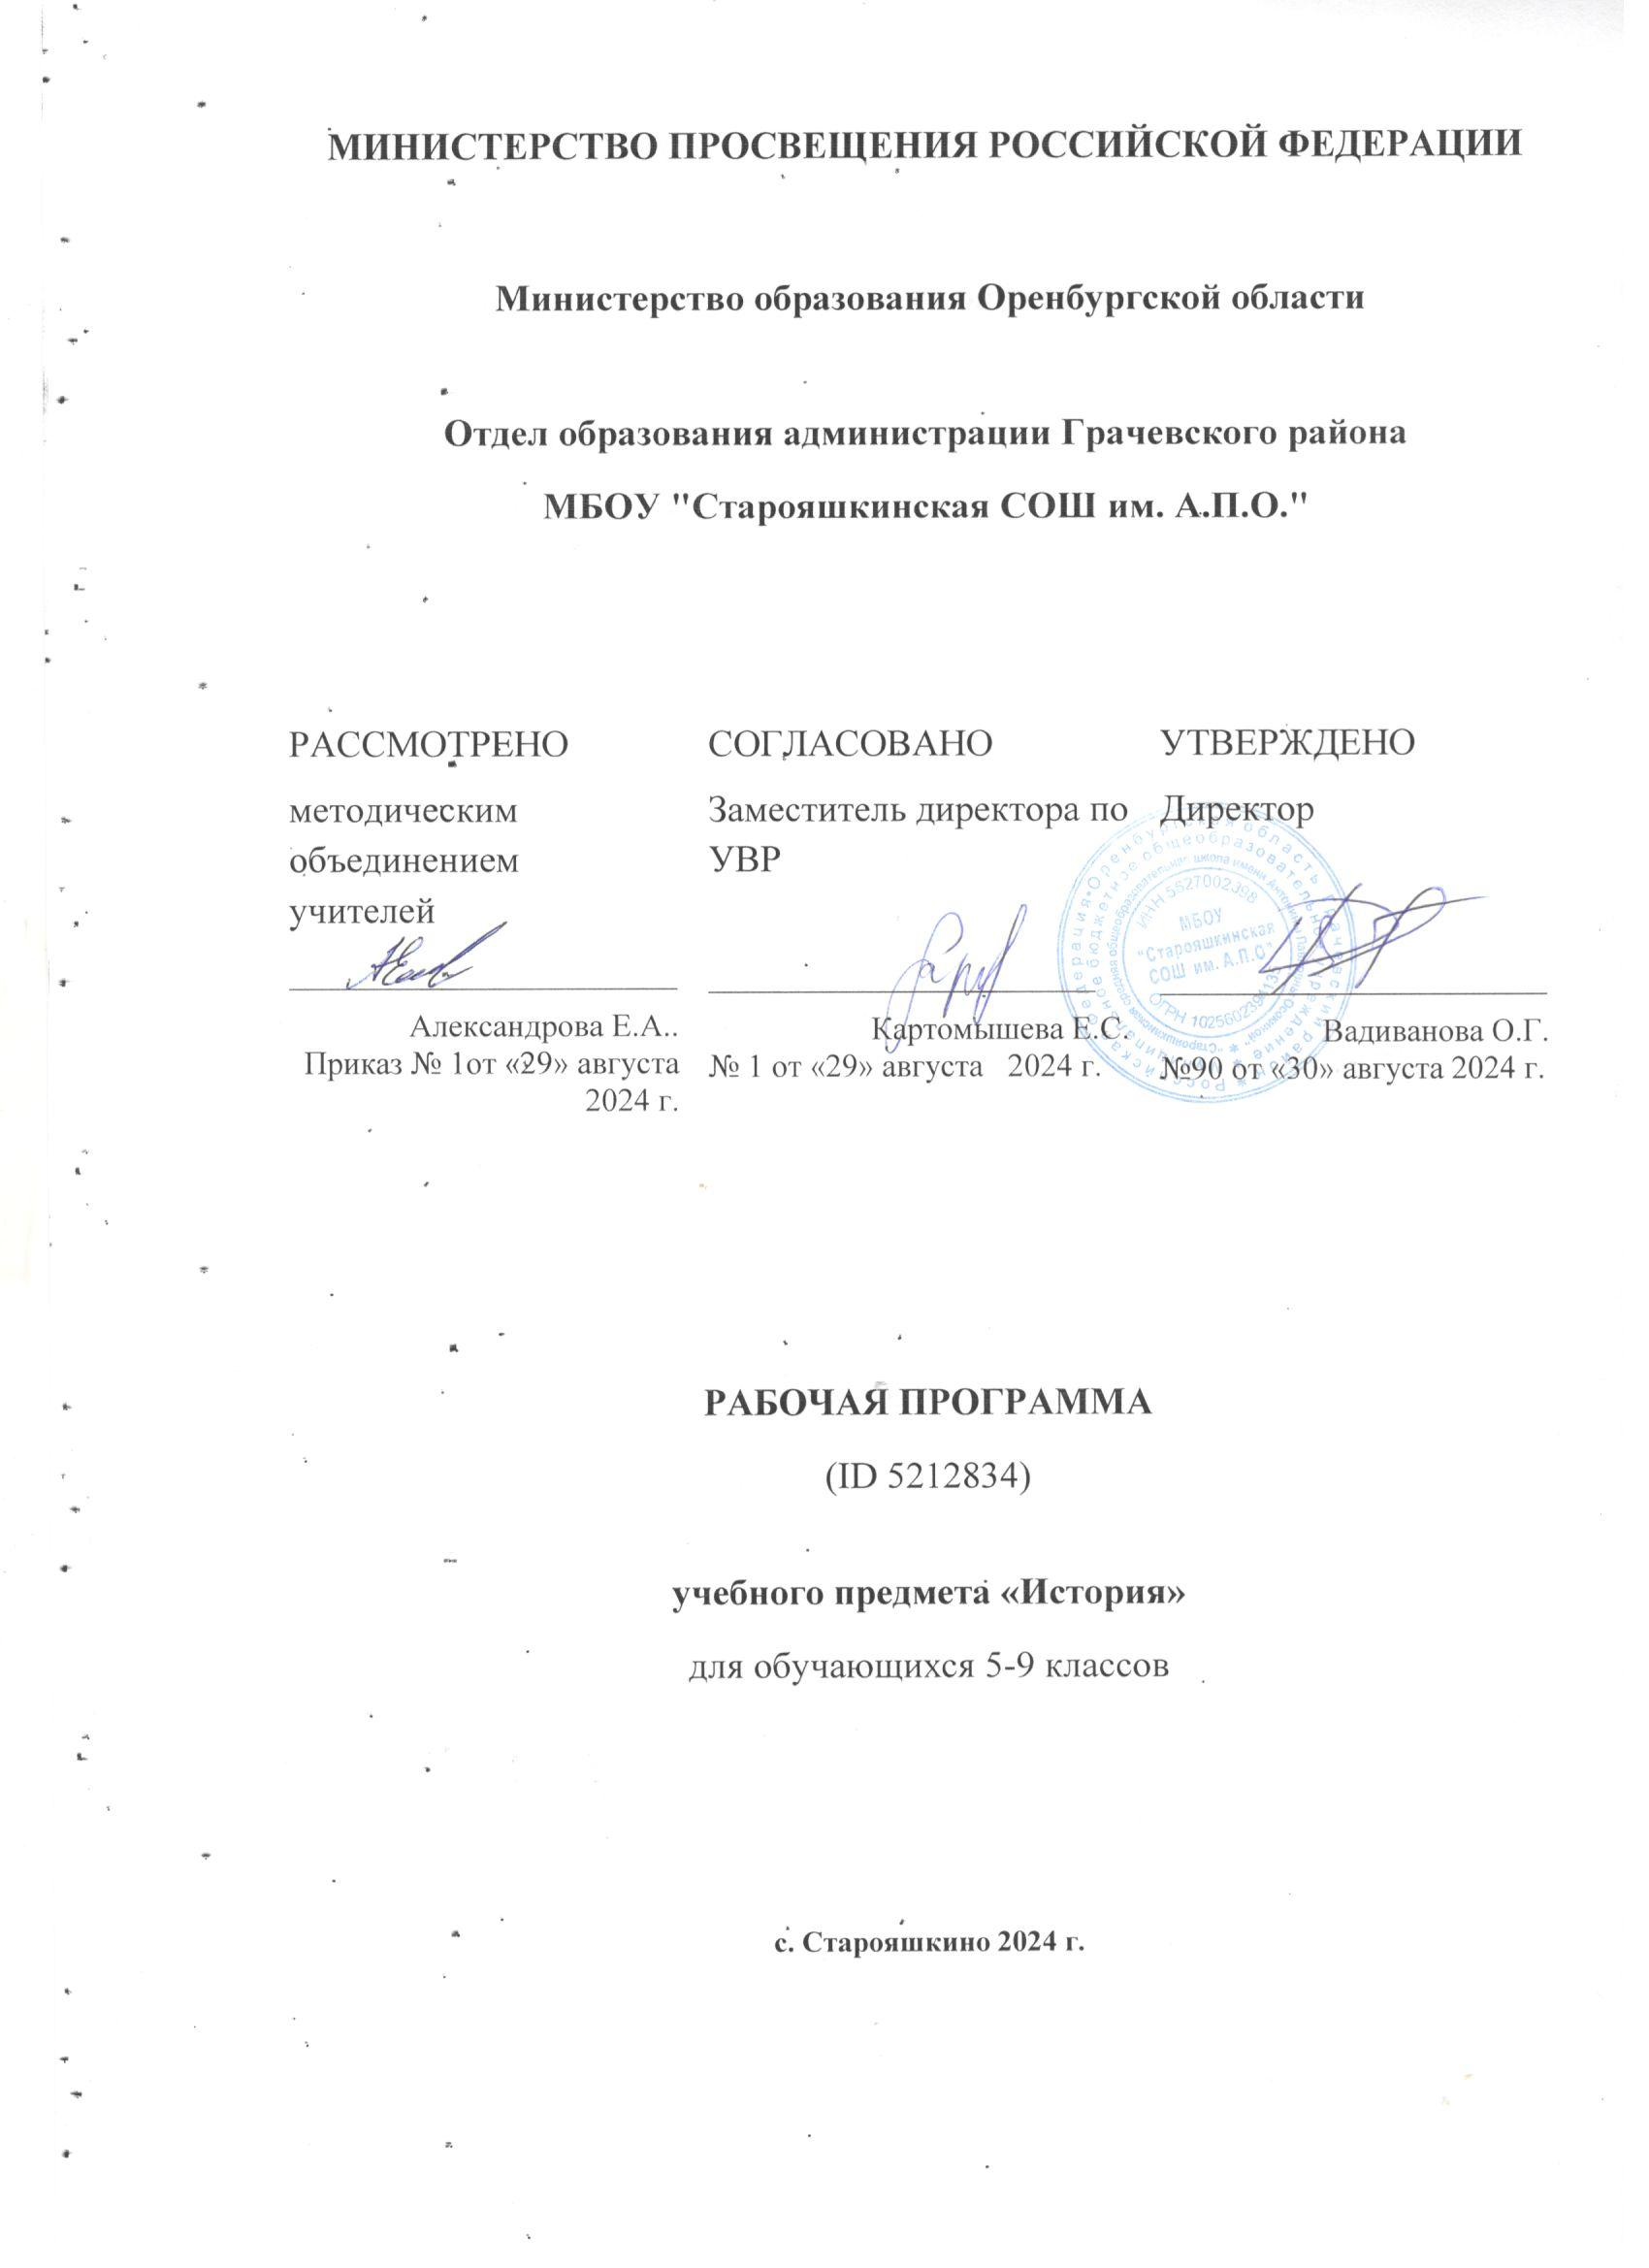 МИНИСТЕРСТВО ПРОСВЕЩЕНИЯ РОССИЙСКОЙ ФЕДЕРАЦИИ
Министерство образования Оренбургской области
Отдел образования администрации Грачевского района
МБОУ "Старояшкинская СОШ им. А.П.О."
РАССМОТРЕНО
методическим
объединением
учителей
Александрова Е.А..
Приказ № 1от «29» августа
2024 г.
СОГЛАСОВАНО
Заместитель директора по
УВР
Картомышева Е.С.
№ 1 от «29» августа 2024 г.
УТВЕРЖДЕНО
Директор
Вадиванова О.Г.
№90 от «30» августа 2024 г.
МБОУ
"Старояшкинская
СОШ им. А.П.О."
РАБОЧАЯ ПРОГРАММА
(ID 5212834)
учебного предмета «История»
для обучающихся 5-9 классов
с. Старояшкино 2024 г.